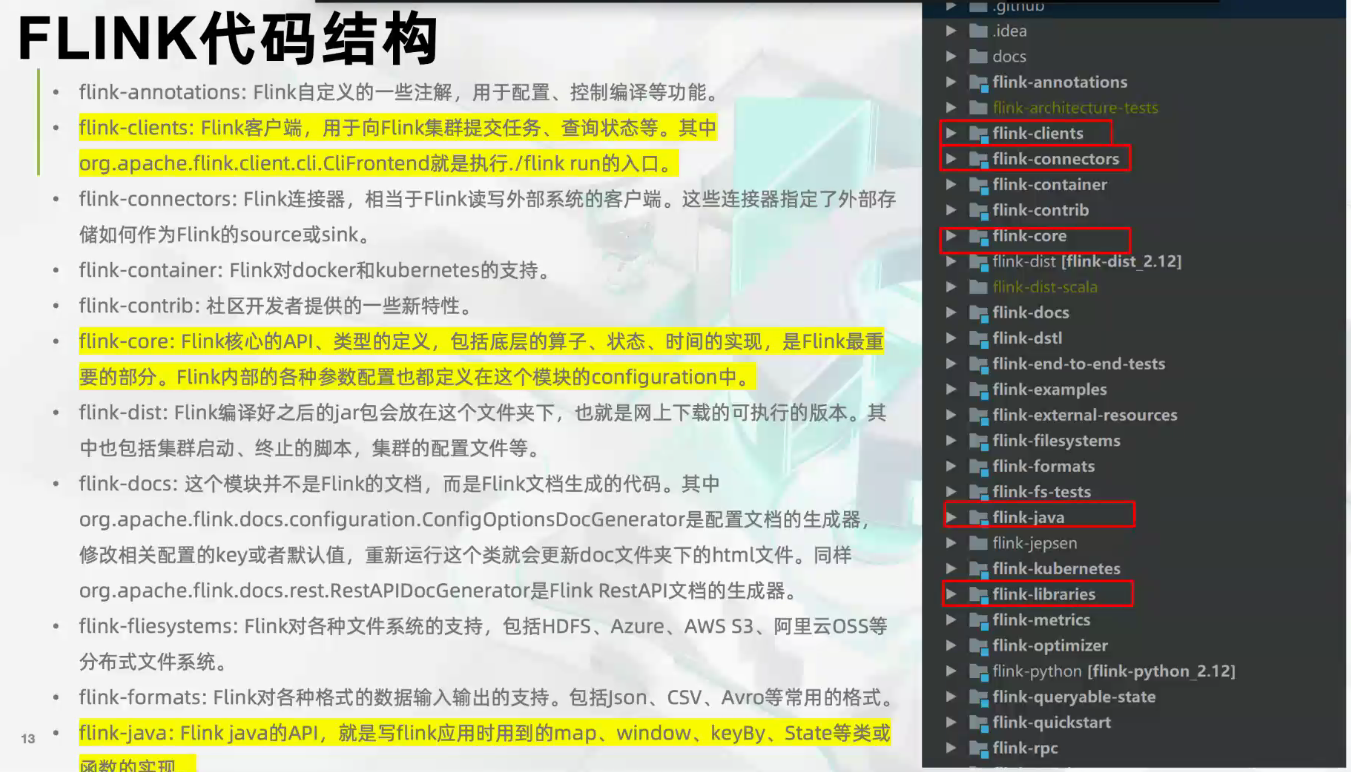 FLINK代码结构
• flink-annotations: Flink自定义的一些注解，用于配置、控制编译等功能。
• flink-clients: Flink客户端，用于向Flink集群提交任务、查询状态等。其中
org.apache.flink.client.cli.CliFrontend就是执行./flink run的入口。
• flink-connectors: Flink连接器，相当于Flink读写外部系统的客户端。这些连接器指定了外部存
储如何作为Flink的source或sink。
• flink-container: Flink对docker和kubernetes的支持。
• flink-contrib: 社区开发者提供的一些新特性。
• flink-core: Flink核心的API、类型的定义，包括底层的算子、状态、时间的实现，是Flink最重
要的部分。Flink内部的各种参数配置也都定义在这个模块的configuration中。
• flink-dist: Flink编译好之后的jar包会放在这个文件夹下，也就是网上下载的可执行的版本。其
中也包括集群启动、终止的脚本，集群的配置文件等。
• flink-docs: 这个模块并不是Flink的文档，而是Flink文档生成的代码。其中
org.apache.flink.docs.configuration.ConfigOptionsDocGenerator是配置文档的生成器，
修改相关配置的key或者默认值，重新运行这个类就会更新doc文件夹下的html文件。同样
org.apache.flink.docs.rest.RestAPIDocGenerator是Flink RestAPI文档的生成器。
• flink-fliesystems: Flink对各种文件系统的支持，包括HDFS、Azure、AWS S3、阿里云OSS等
分布式文件系统。
• flink-formats: Flink对各种格式的数据输入输出的支持。包括Json、CSV、Avro等常用的格式。
• flink-java: Flink java的API，就是写flink应用时用到的map、window、keyBy、State等类或
函数的实现
13
.github
.idea
docs
flink-annotations
flink-architecture-tests
flink-clients
flink-connectors
flink-container
flink-contrib
flink-core
flink-dist [flink-dist_2.12]
flink-dist-scala
flink-docs
flink-dstl
flink-end-to-end-tests
flink-examples
flink-external-resources
flink-filesystems
flink-formats
flink-fs-tests
flink-java
flink-jepsen
flink-kubernetes
flink-libraries
flink-metrics
flink-optimizer
flink-python [flink-python_2.12]
flink-queryable-state
flink-quickstart
flink-rpc